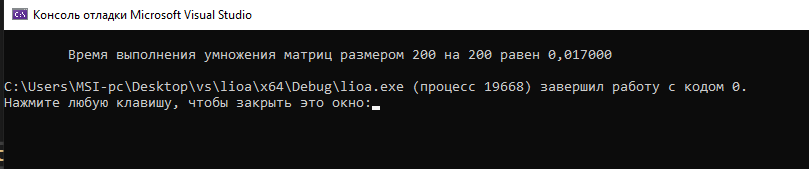 Консоль отладки Microsoft Visual Studio
Время выполнения умножения матриц размером 200 на 200 равен 0,017000
C:\Users\MSI-pc\Desktop\vs\lioa\x64\Debug\lioa.exe (процесс 19668) завершил работу с кодом 0.
Нажмите любую клавишу, чтобы закрыть это окно: